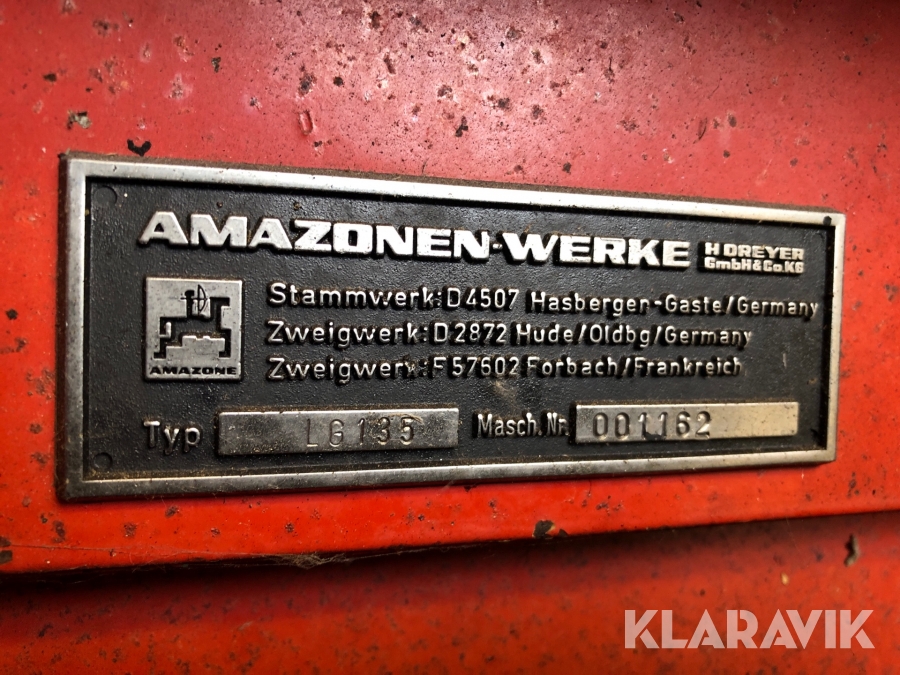 AMAZONEN-WERKE H DREYER GmbH&Co.KG
Stammwerk: D4507 Hasbergen-Gaste/Germany
Zweigwerk: D2872 Hude/Oldbg/Germany
Zweigwerk: F57602 Forbach/Frankreich
AMAZONE
Typ LG135 Masch. Nr. 001162
KLARAVIK